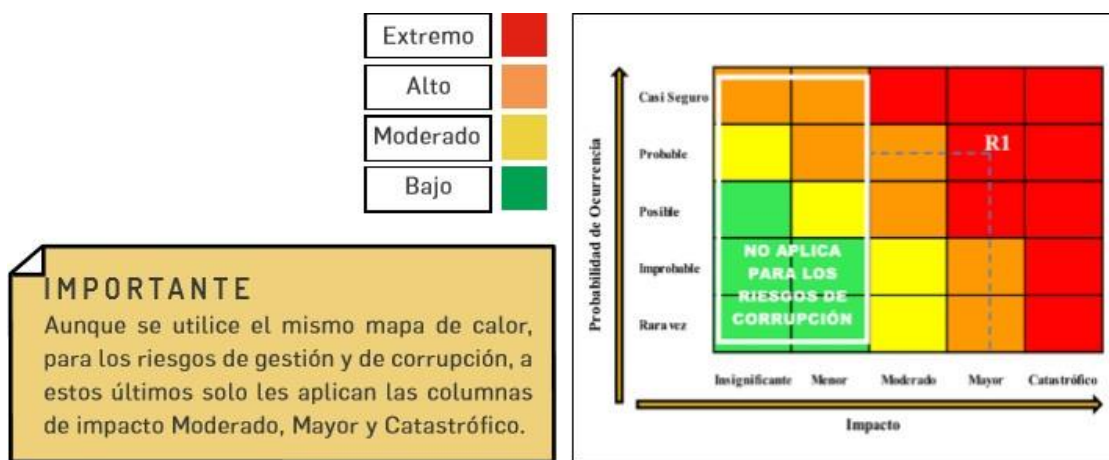 Extremo
Alto
Moderado
Bajo
IMPORTANTE
Aunque se utilice el mismo mapa de calor,
para los riesgos de gestión y de corrupción, a
estos últimos solo les aplican las columnas
de impacto Moderado, Mayor y Catastrófico.
Probabilidad de Ocurrencia
Casi Seguro
Probable
Posible
Improbable
Rara vez
R1
NO APLICA
PARA LOS
RIESGOS DE
CORRUPCIÓN
Insignificante Menor Moderado Mayor Catastrófico
Impacto